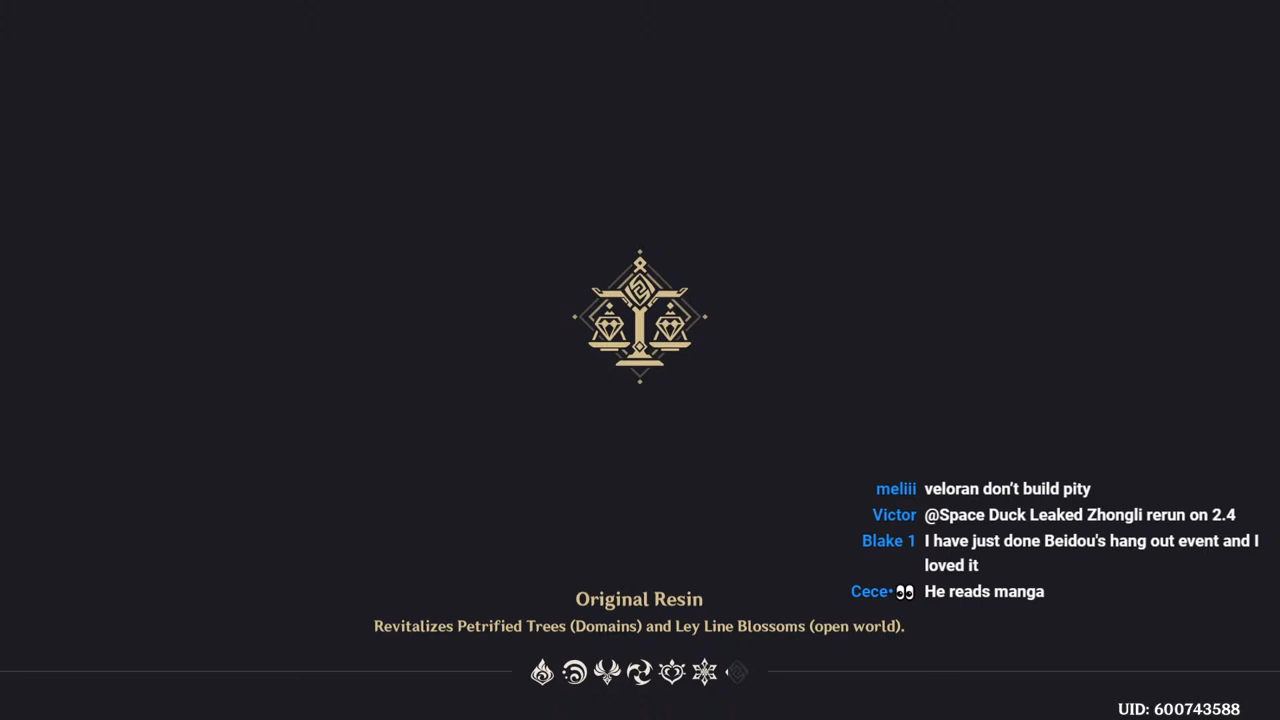 meliii veloran don’t build pity
Victor @Space Duck Leaked Zhongli rerun on 2.4
Blake 1 I have just done Beidou's hang out event and I
loved it
Cece•👀 He reads manga
Original Resin
Revitalizes Petrified Trees (Domains) and Ley Line Blossoms (open world).
UID: 600743588